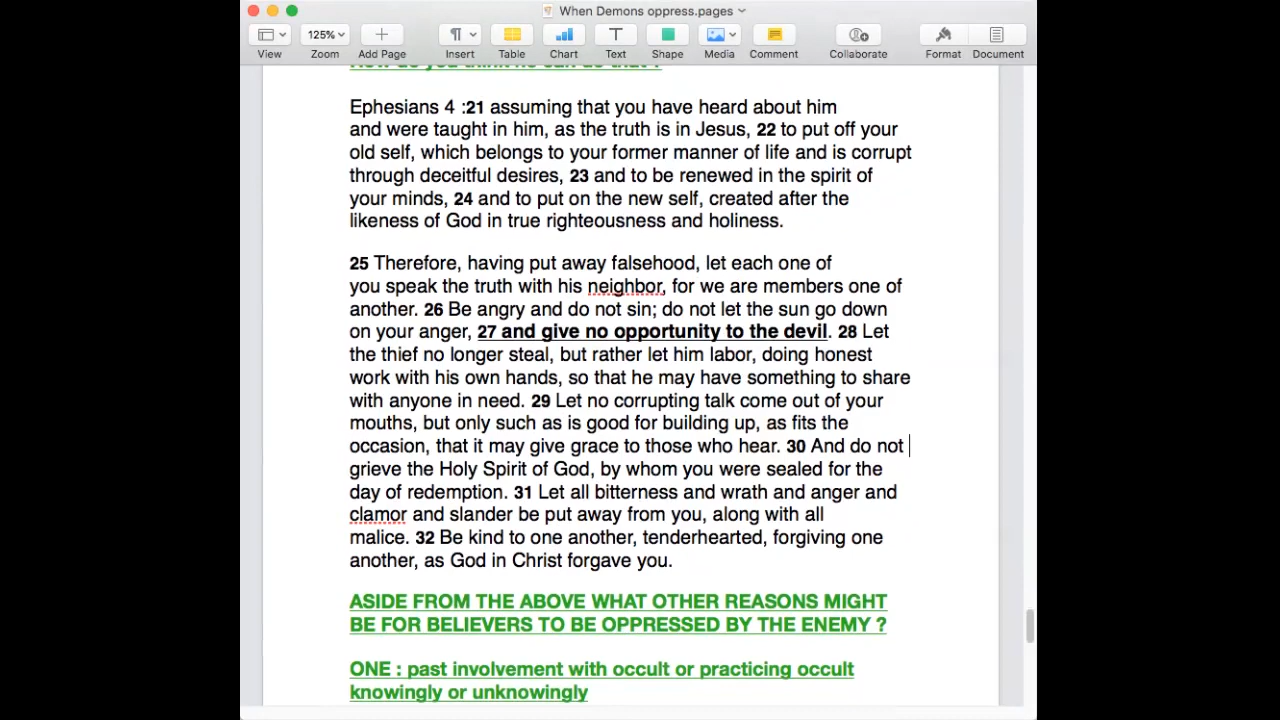 When Demons oppress.pages
125%
View Zoom Add Page Insert Table Chart Text Shape Media Comment Collaborate Format Document
How do you think he can do that ?
Ephesians 4 :21 assuming that you have heard about him
and were taught in him, as the truth is in Jesus, 22 to put off your
old self, which belongs to your former manner of life and is corrupt
through deceitful desires, 23 and to be renewed in the spirit of
your minds, 24 and to put on the new self, created after the
likeness of God in true righteousness and holiness.
25 Therefore, having put away falsehood, let each one of
you speak the truth with his neighbor, for we are members one of
another. 26 Be angry and do not sin; do not let the sun go down
on your anger, 27 and give no opportunity to the devil. 28 Let
the thief no longer steal, but rather let him labor, doing honest
work with his own hands, so that he may have something to share
with anyone in need. 29 Let no corrupting talk come out of your
mouths, but only such as is good for building up, as fits the
occasion, that it may give grace to those who hear. 30 And do not
grieve the Holy Spirit of God, by whom you were sealed for the
day of redemption. 31 Let all bitterness and wrath and anger and
clamor and slander be put away from you, along with all
malice. 32 Be kind to one another, tenderhearted, forgiving one
another, as God in Christ forgave you.
ASIDE FROM THE ABOVE WHAT OTHER REASONS MIGHT
BE FOR BELIEVERS TO BE OPPRESSED BY THE ENEMY ?
ONE : past involvement with occult or practicing occult
knowingly or unknowingly